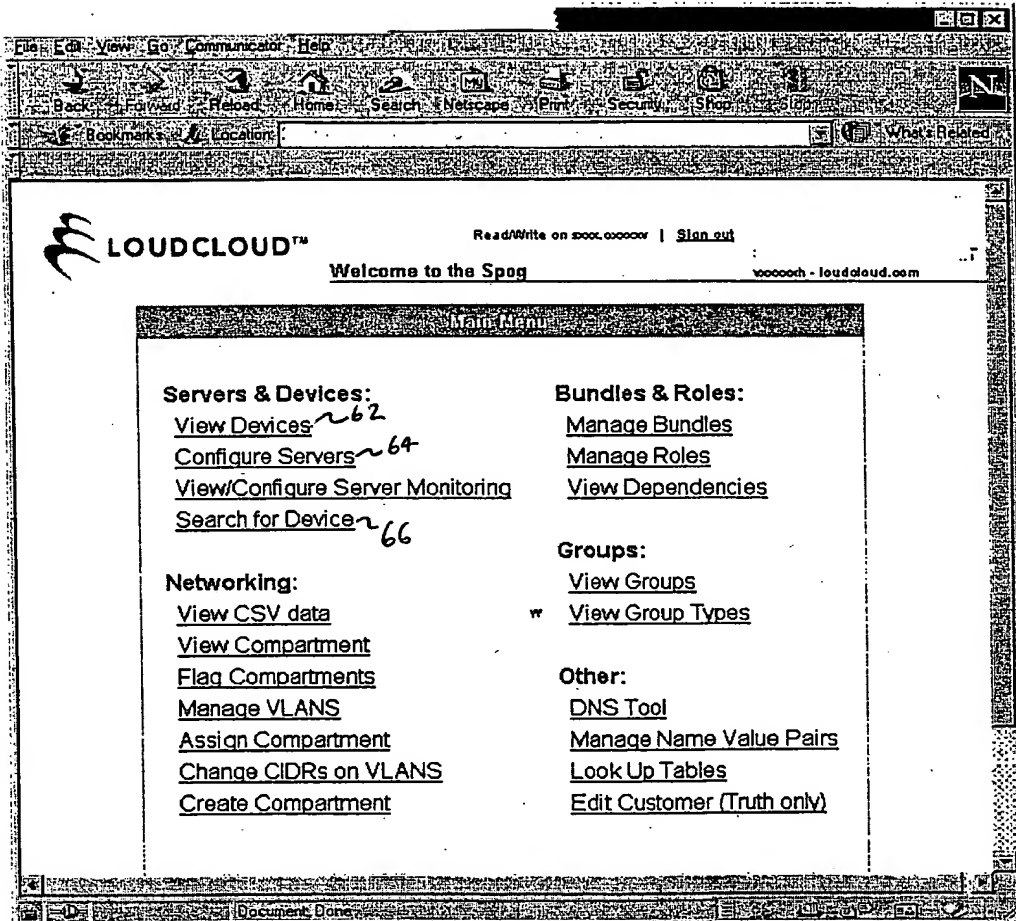 File Edit View Go Communicator Help
Back Forward Reload Home Search Netscape Print Security Shop Stop
Bookmarks Location: What's Related
LOUDCLOUD™
Read/Write on | Sign out
Welcome to the Spog
- loudcloud.com
Main Menu
Servers & Devices:
View Devices ~62
Configure Servers ~64
View/Configure Server Monitoring
Search for Device ~66
Networking:
View CSV data
View Compartment
Flag Compartments
Manage VLANS
Assign Compartment
Change CIDRs on VLANS
Create Compartment
Bundles & Roles:
Manage Bundles
Manage Roles
View Dependencies
Groups:
View Groups
View Group Types
Other:
DNS Tool
Manage Name Value Pairs
Look Up Tables
Edit Customer (Truth only)
Document: Done